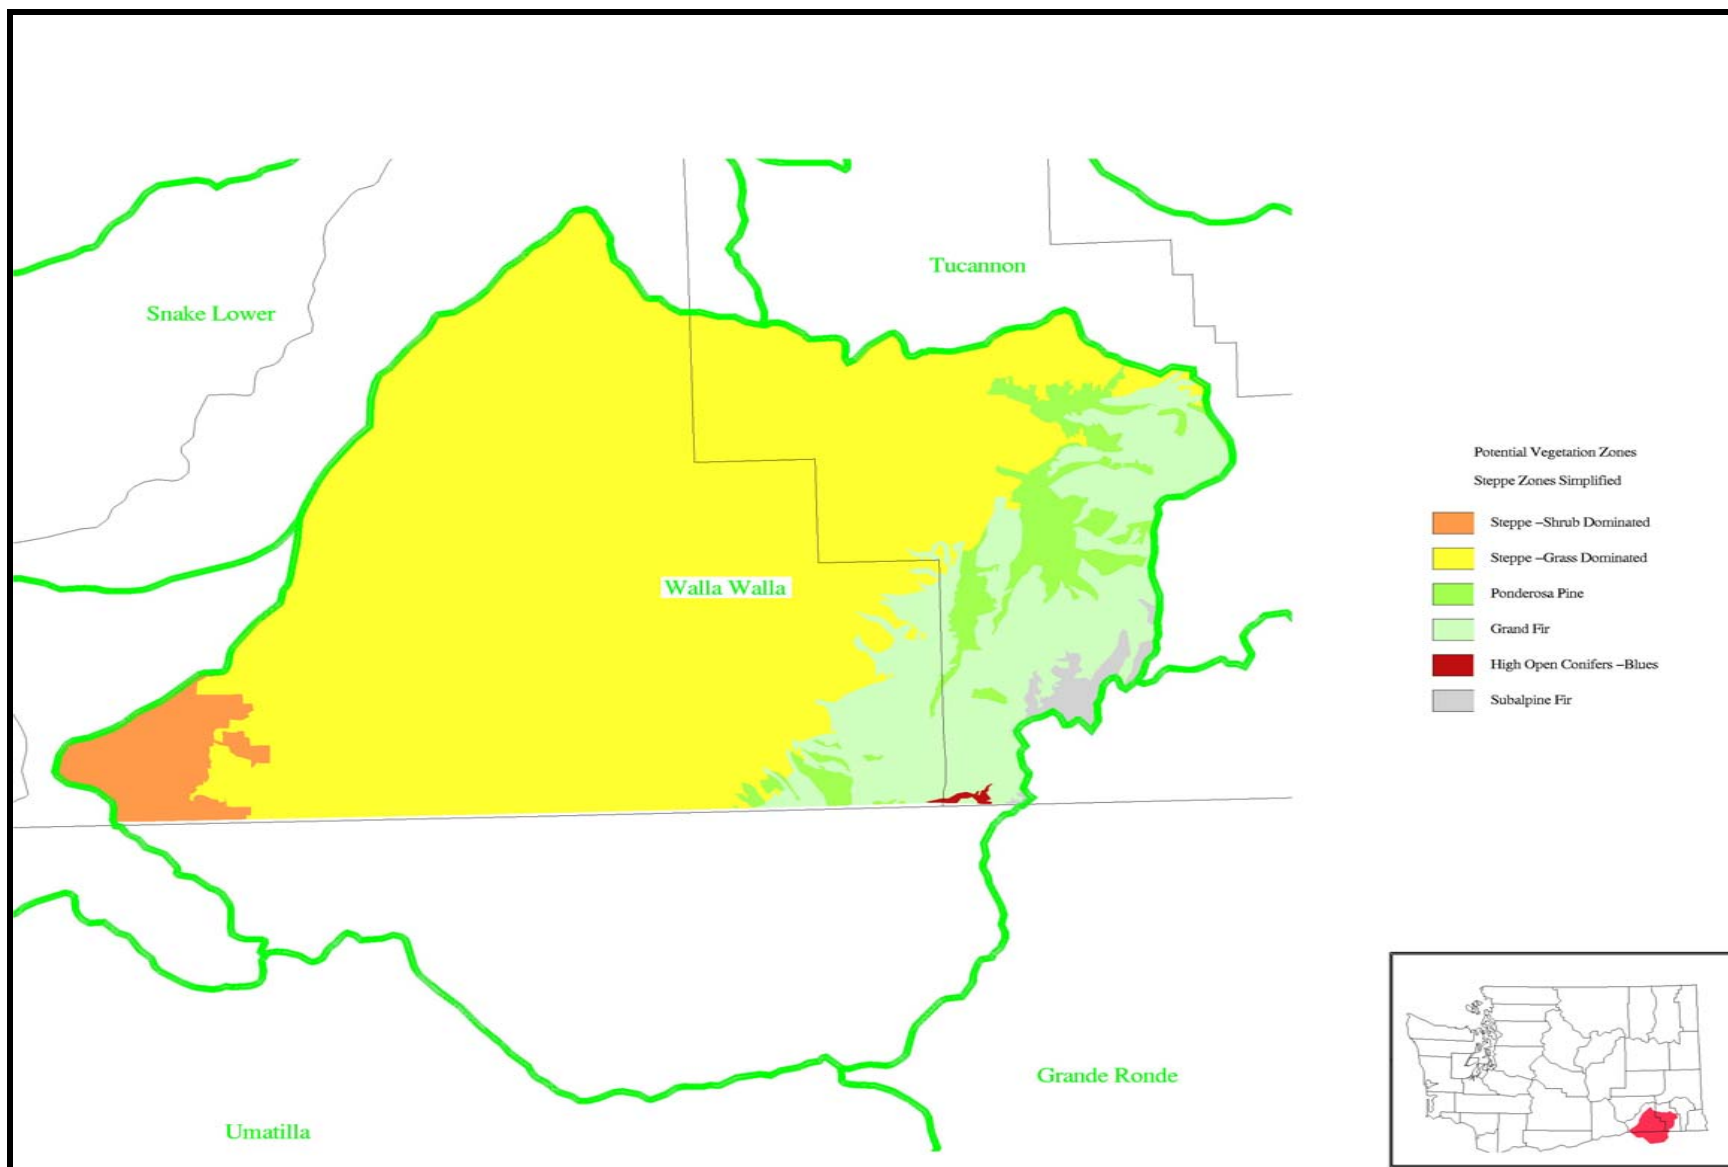 Tucannon
Snake Lower
Walla Walla
Grande Ronde
Umatilla
Potential Vegetation Zones
Steppe Zones Simplified
Steppe –Shrub Dominated
Steppe –Grass Dominated
Ponderosa Pine
Grand Fir
High Open Conifers –Blues
Subalpine Fir